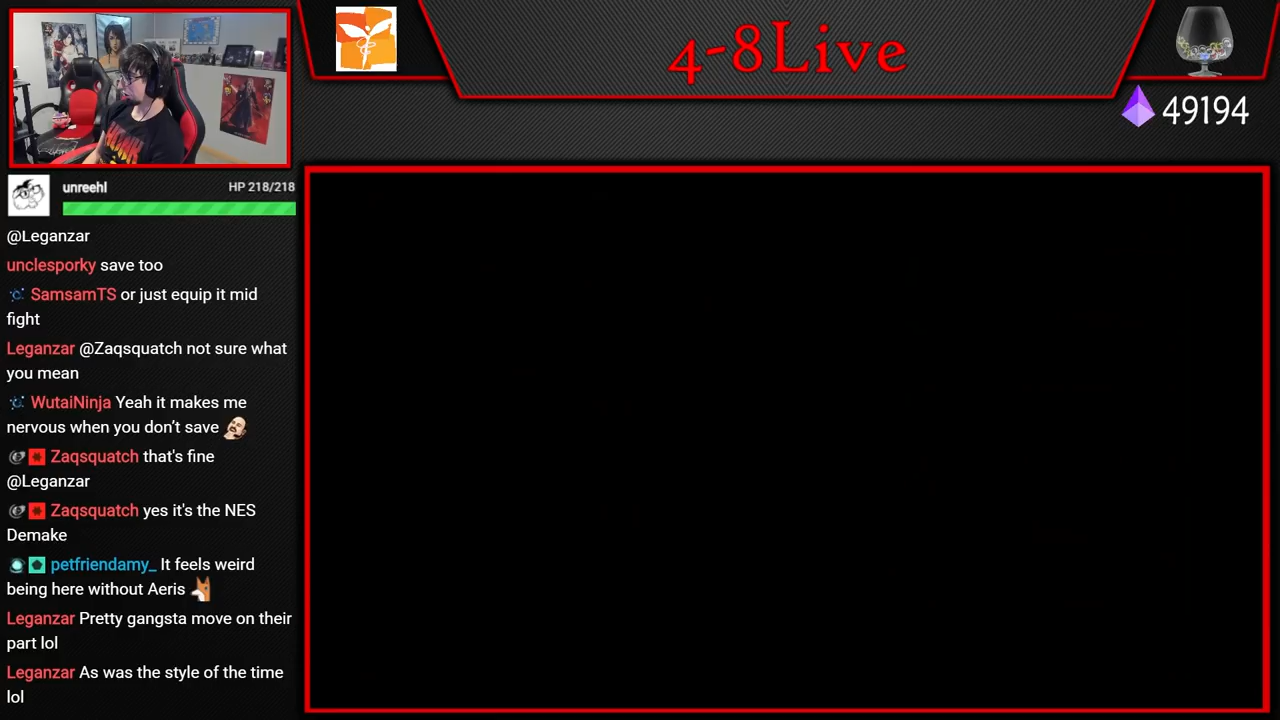 4-8Live
49194
unreehl
HP 218/218
@Leganzar
unclesporky save too
SamsamTS or just equip it mid
fight
Leganzar @Zaqsquatch not sure what
you mean
WutaiNinja Yeah it makes me
nervous when you don't save
Zaqsquatch that's fine
@Leganzar
Zaqsquatch yes it's the NES
Demake
petfriendamy_ It feels weird
being here without Aeris
Leganzar Pretty gangsta move on their
part lol
Leganzar As was the style of the time
lol